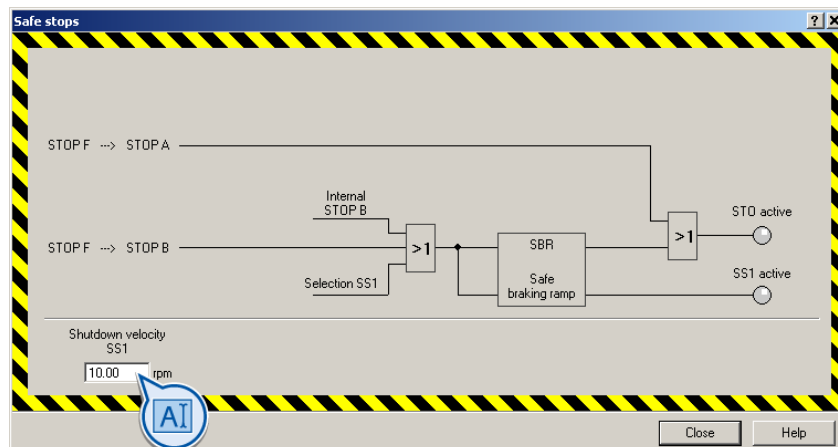 Safe stops
STOP F ---> STOP A
Internal
STOP B
STO active
>1
STOP F ---> STOP B
>1
SBR
SS1 active
Safe
braking ramp
Selection SS1
Shutdown velocity
SS1
10.00 rpm
A
Close Help